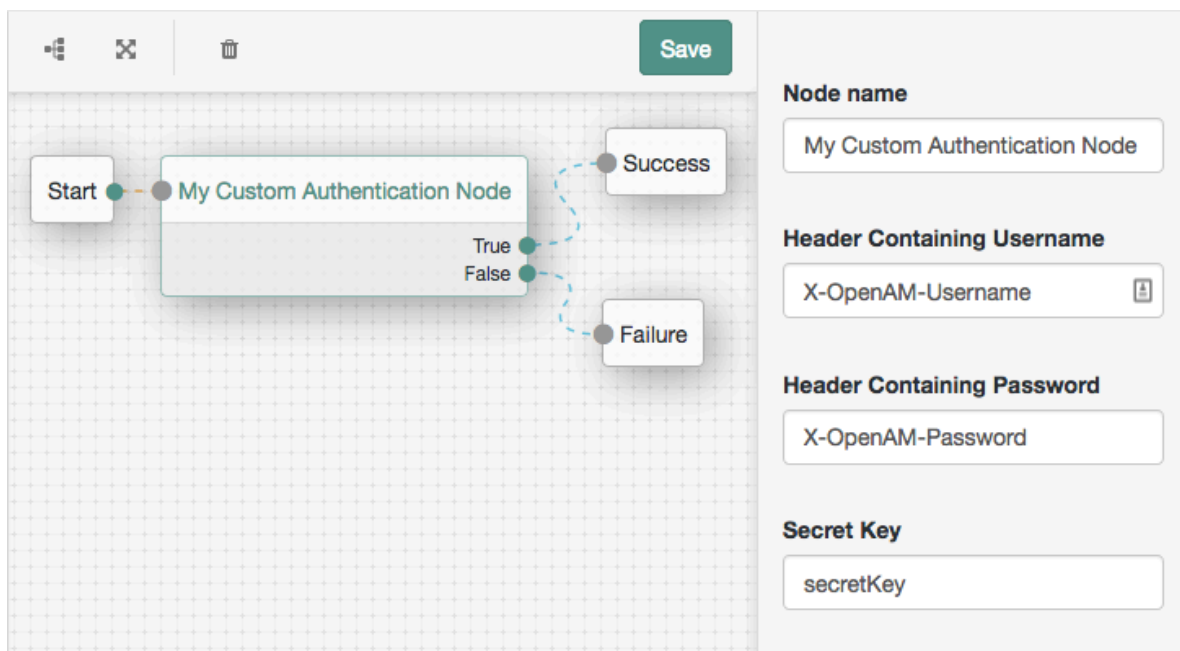 Save
Start
My Custom Authentication Node
True
False
Success
Failure
Node name
My Custom Authentication Node
Header Containing Username
X-OpenAM-Username
Header Containing Password
X-OpenAM-Password
Secret Key
secretKey